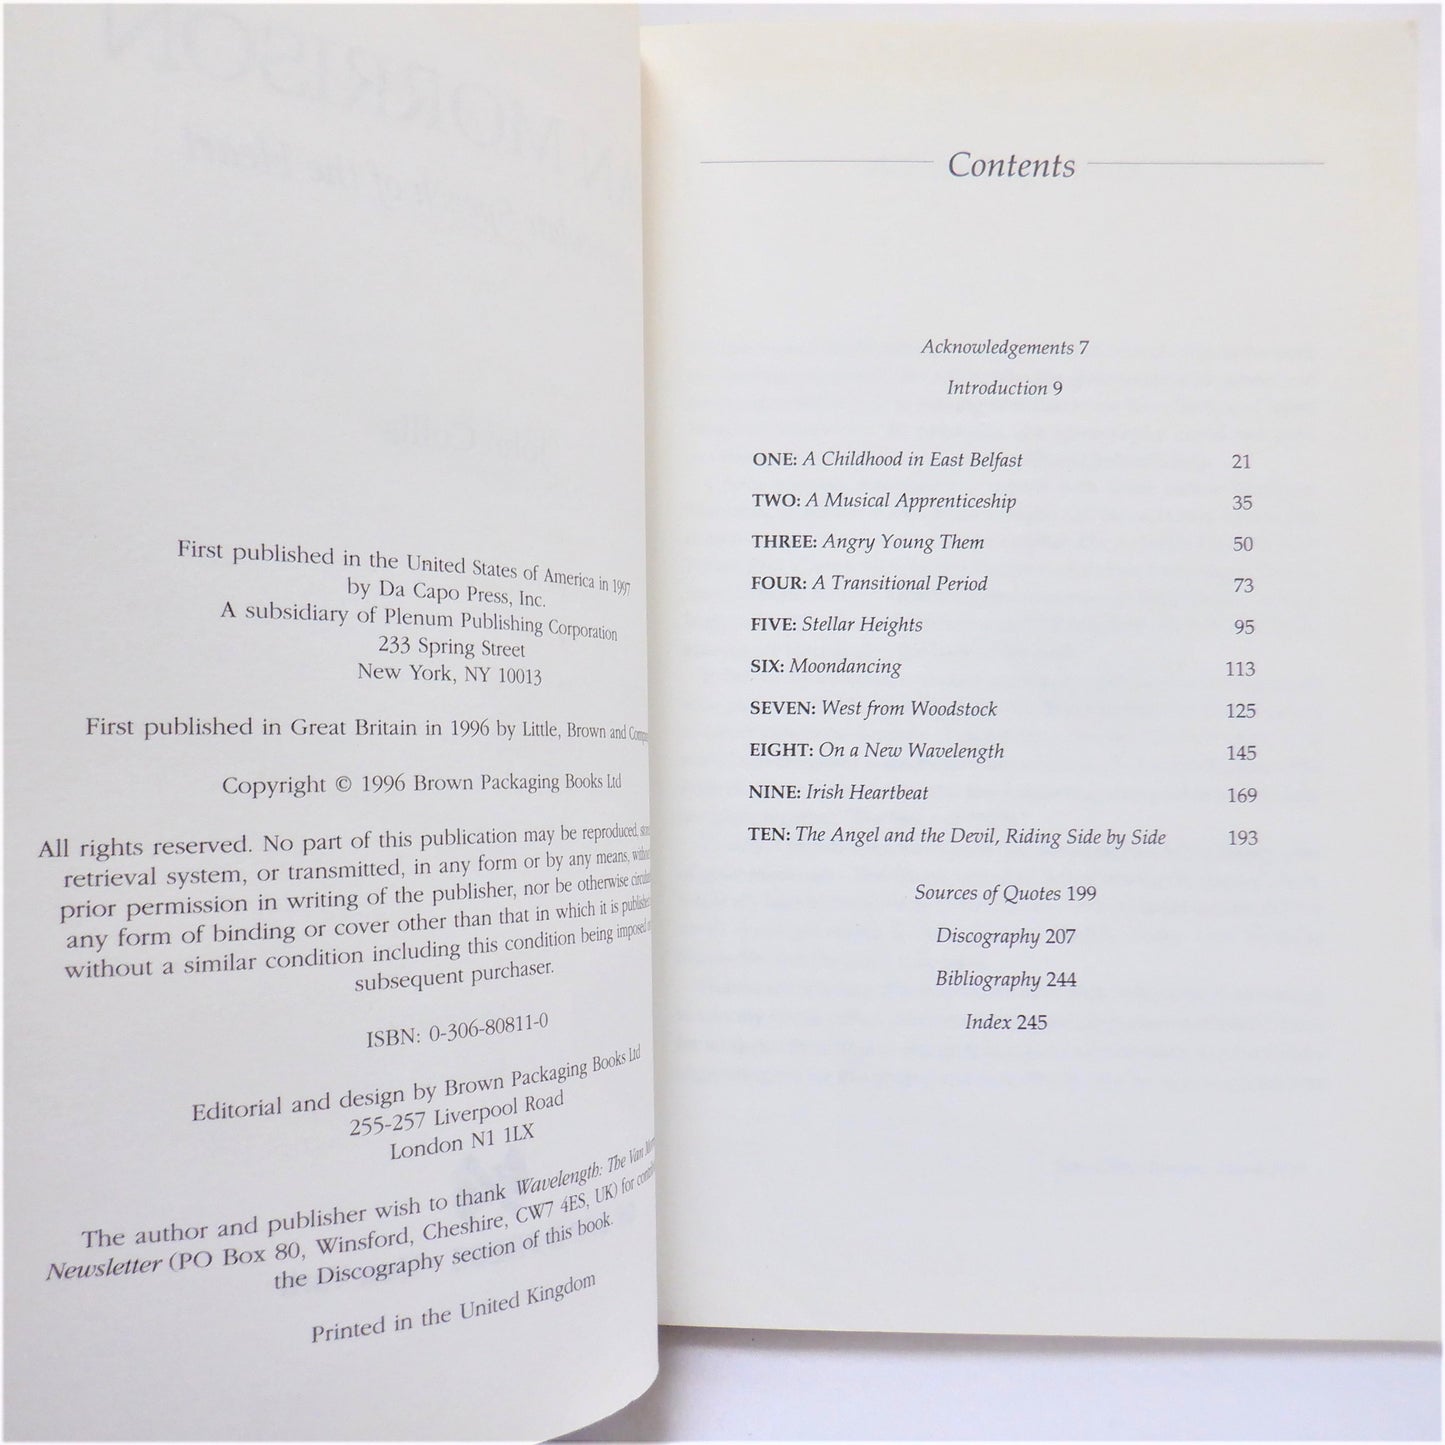 First published in the United States of America in 1997
by Da Capo Press, Inc.
A subsidiary of Plenum Publishing Corporation
233 Spring Street
New York, NY 10013
First published in Great Britain in 1996 by Little, Brown and
Copyright © 1996 Brown Packaging Books Ltd
All rights reserved. No part of this publication may be reproduced,
retrieval system, or transmitted, in any form or by any means,
prior permission in writing of the publisher, nor be otherwise
any form of binding or cover other than that in which it is
without a similar condition including this condition being imposed
subsequent purchaser.
ISBN: 0-306-80811-0
Editorial and design by Brown Packaging Books Ltd
255-257 Liverpool Road
London N1 1LX
The author and publisher wish to thank Wavelength: The Van
Newsletter (PO Box 80, Winsford, Cheshire, CW7 4ES, UK) for
the Discography section of this book.
Printed in the United Kingdom
Contents
Acknowledgements 7
Introduction 9
ONE: A Childhood in East Belfast 21
TWO: A Musical Apprenticeship 35
THREE: Angry Young Them 50
FOUR: A Transitional Period 73
FIVE: Stellar Heights 95
SIX: Moondancing 113
SEVEN: West from Woodstock 125
EIGHT: On a New Wavelength 145
NINE: Irish Heartbeat 169
TEN: The Angel and the Devil, Riding Side by Side 193
Sources of Quotes 199
Discography 207
Bibliography 244
Index 245